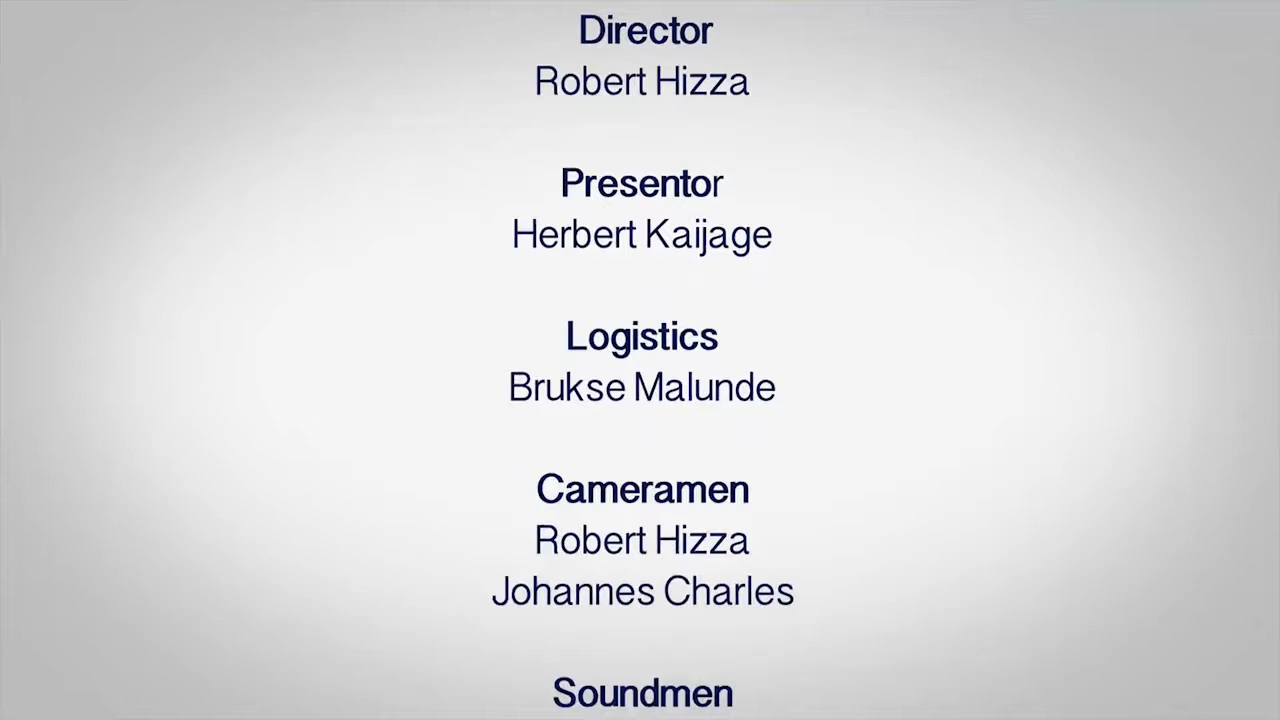 Director
Robert Hizza
Presentor
Herbert Kaijage
Logistics
Brukse Malunde
Cameramen
Robert Hizza
Johannes Charles
Soundmen